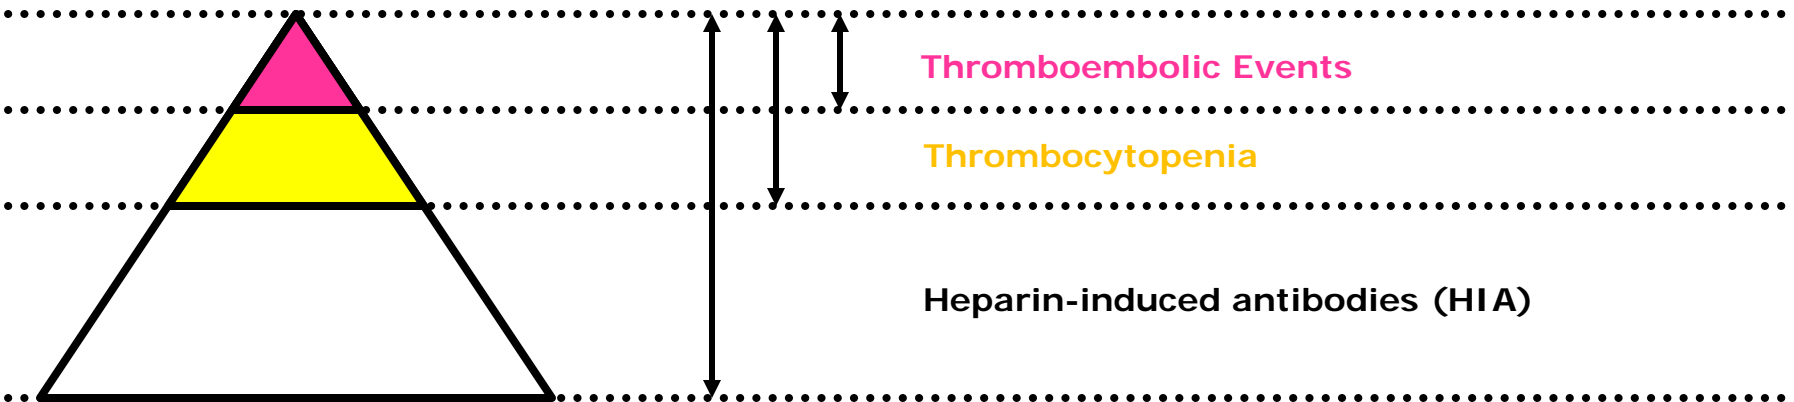 Thromboembolic Events
Thrombocytopenia
Heparin-induced antibodies (HIA)